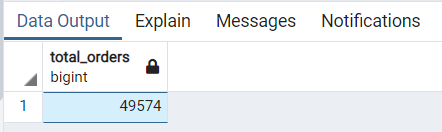 Data Output Explain Messages Notifications
total_orders
bigint
1 49574